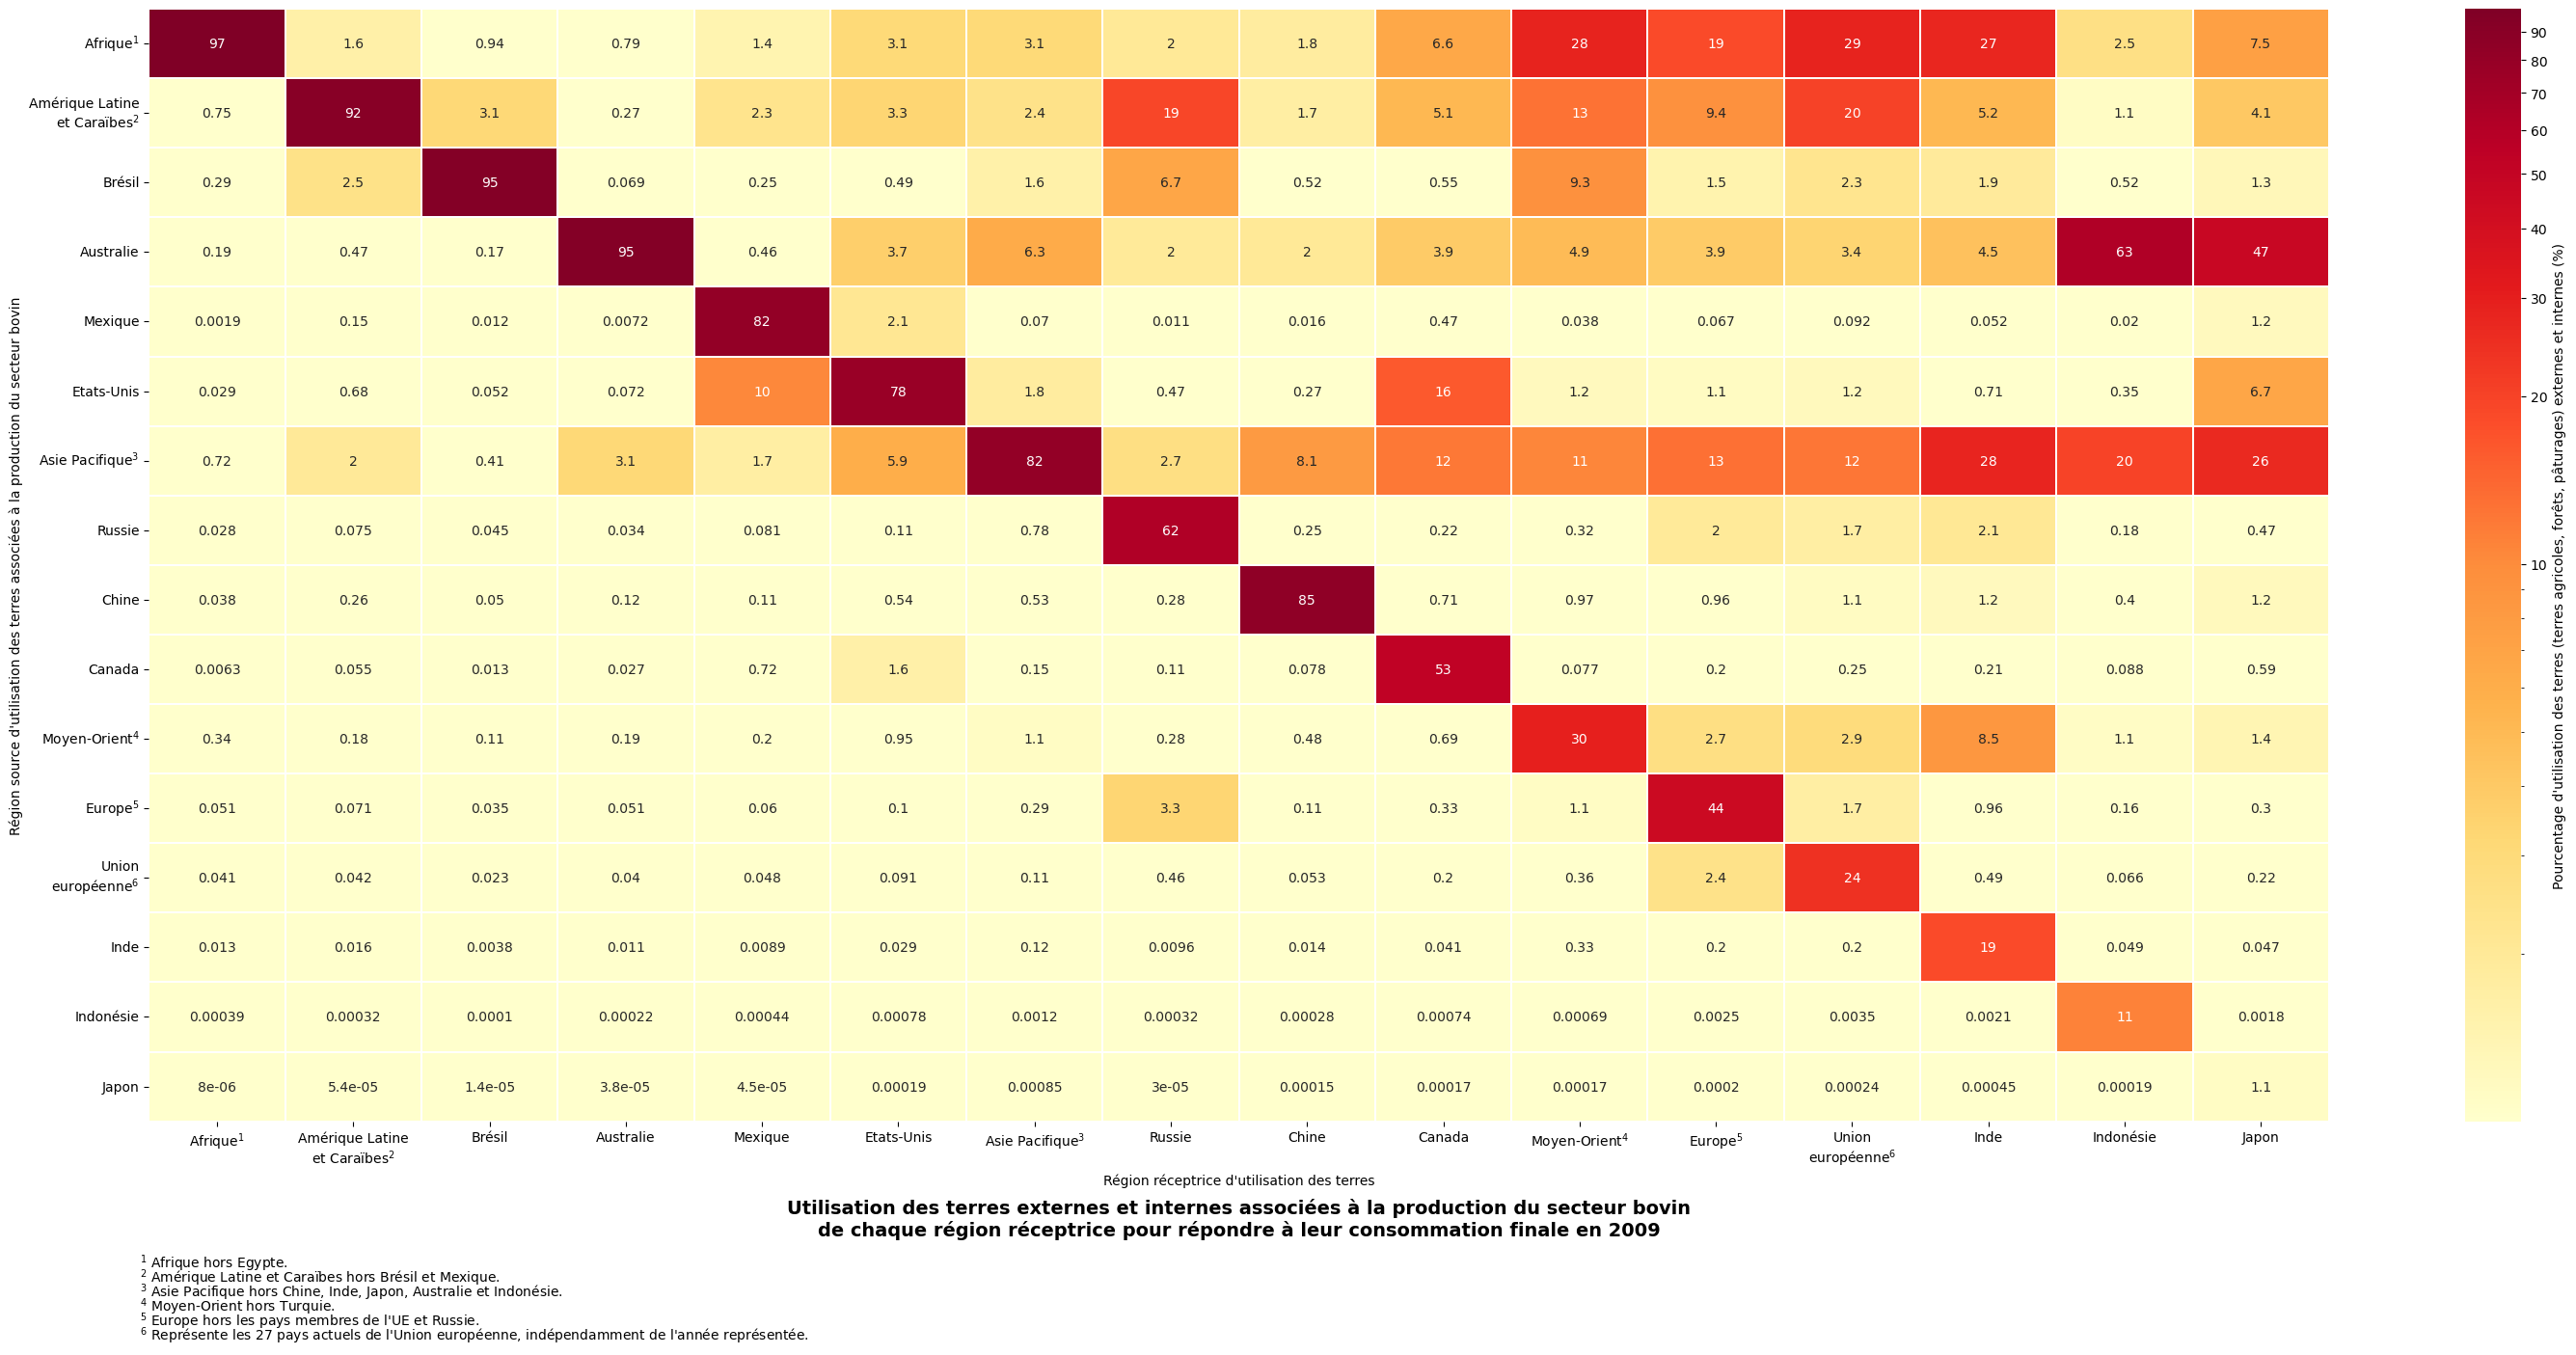 Afrique¹ 97 1.6 0.94 0.79 1.4 3.1 3.1 2 1.8 6.6 28 19 29 27 2.5 7.5
Amérique Latine
et Caraïbes² 0.75 92 3.1 0.27 2.3 3.3 2.4 19 1.7 5.1 13 9.4 20 5.2 1.1 4.1
Brésil 0.29 2.5 95 0.069 0.25 0.49 1.6 6.7 0.52 0.55 9.3 1.5 2.3 1.9 0.52 1.3
Australie 0.19 0.47 0.17 95 0.46 3.7 6.3 2 2 3.9 4.9 3.9 3.4 4.5 63 47
Mexique 0.0019 0.15 0.012 0.0072 82 2.1 0.07 0.011 0.016 0.47 0.038 0.067 0.092 0.052 0.02 1.2
Etats-Unis 0.029 0.68 0.052 0.072 10 78 1.8 0.47 0.27 16 1.2 1.1 1.2 0.71 0.35 6.7
Asie Pacifique³ 0.72 2 0.41 3.1 1.7 5.9 82 2.7 8.1 12 11 13 12 28 20 26
Russie 0.028 0.075 0.045 0.034 0.081 0.11 0.78 62 0.25 0.22 0.32 2 1.7 2.1 0.18 0.47
Chine 0.038 0.26 0.05 0.12 0.11 0.54 0.53 0.28 85 0.71 0.97 0.96 1.1 1.2 0.4 1.2
Canada 0.0063 0.055 0.013 0.027 0.72 1.6 0.15 0.11 0.078 53 0.077 0.2 0.25 0.21 0.088 0.59
Moyen-Orient⁴ 0.34 0.18 0.11 0.19 0.2 0.95 1.1 0.28 0.48 0.69 30 2.7 2.9 8.5 1.1 1.4
Europe⁵ 0.051 0.071 0.035 0.051 0.06 0.1 0.29 3.3 0.11 0.33 1.1 44 1.7 0.96 0.16 0.3
Union
européenne⁶ 0.041 0.042 0.023 0.04 0.048 0.091 0.11 0.46 0.053 0.2 0.36 2.4 24 0.49 0.066 0.22
Inde 0.013 0.016 0.0038 0.011 0.0089 0.029 0.12 0.0096 0.014 0.041 0.33 0.2 0.2 19 0.049 0.047
Indonésie 0.00039 0.00032 0.0001 0.00022 0.00044 0.00078 0.0012 0.00032 0.00028 0.00074 0.00069 0.0025 0.0035 0.0021 11 0.0018
Japon 8e-06 5.4e-05 1.4e-05 3.8e-05 4.5e-05 0.00019 0.00085 3e-05 0.00015 0.00017 0.00017 0.0002 0.00024 0.00045 0.00019 1.1
Région source d'utilisation des terres associées à la production du secteur bovin
Afrique¹ Amérique Latine Brésil Australie Mexique Etats-Unis Asie Pacifique³ Russie Chine Canada Moyen-Orient⁴ Europe⁵ Union Inde Indonésie Japon
et Caraïbes² européenne⁶
Région réceptrice d'utilisation des terres
90
80
70
60
50
40
30
20
10
Pourcentage d'utilisation des terres (terres agricoles, forêts, pâturages) externes et internes (%)
Utilisation des terres externes et internes associées à la production du secteur bovin
de chaque région réceptrice pour répondre à leur consommation finale en 2009
¹ Afrique hors Egypte.
² Amérique Latine et Caraïbes hors Brésil et Mexique.
³ Asie Pacifique hors Chine, Inde, Japon, Australie et Indonésie.
⁴ Moyen-Orient hors Turquie.
⁵ Europe hors les pays membres de l'UE et Russie.
⁶ Représente les 27 pays actuels de l'Union européenne, indépendamment de l'année représentée.